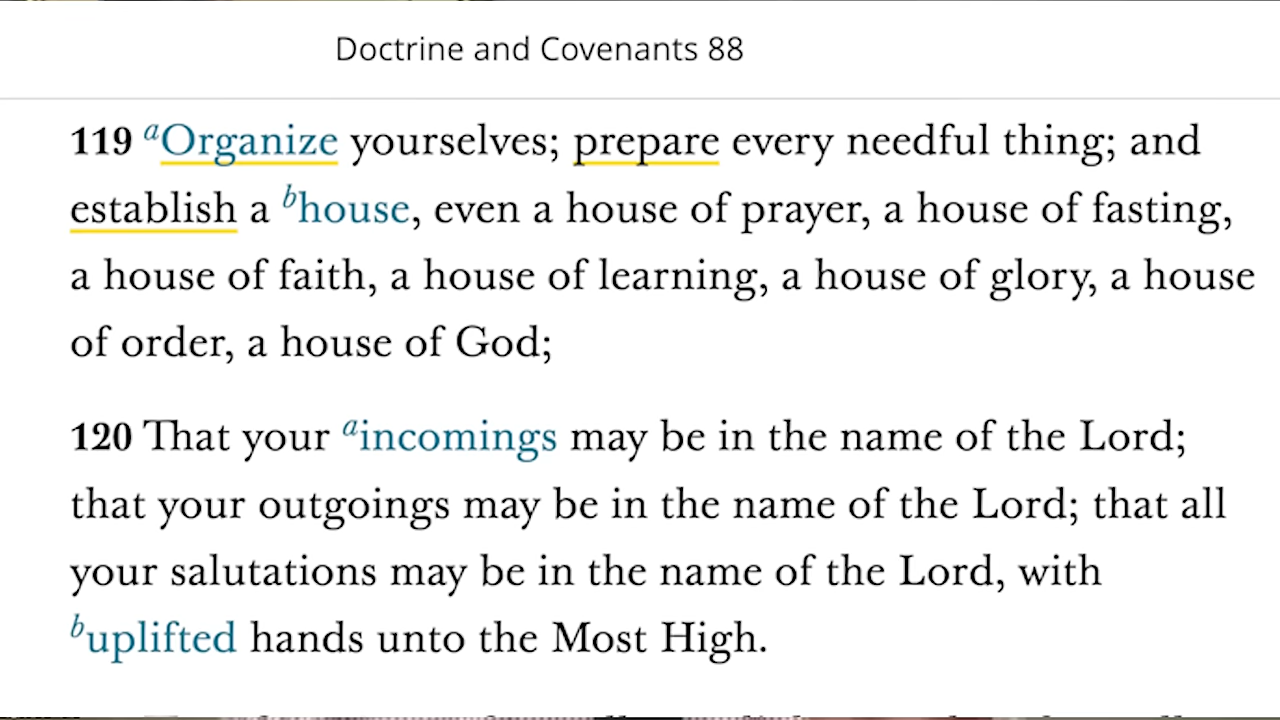 Doctrine and Covenants 88
119 aOrganize yourselves; prepare every needful thing; and
establish a bhouse, even a house of prayer, a house of fasting,
a house of faith, a house of learning, a house of glory, a house
of order, a house of God;
120 That your aincomings may be in the name of the Lord;
that your outgoings may be in the name of the Lord; that all
your salutations may be in the name of the Lord, with
buplifted hands unto the Most High.